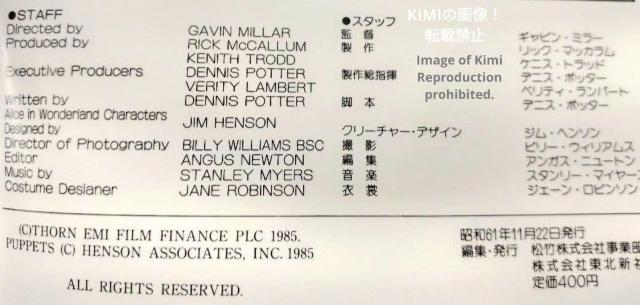 ●STAFF
Directed by GAVIN MILLAR
Produced by RICK McCALLUM
KENITH TRODD
Executive Producers DENNIS POTTER
VERITY LAMBERT
Written by DENNIS POTTER
Alice in Wonderland Characters
Designed by JIM HENSON
Director of Photography BILLY WILLIAMS BSC
Editor ANGUS NEWTON
Music by STANLEY MYERS
Costume Designer JANE ROBINSON
●スタッフ
監督 ギャビン・ミラー
製作 リック・マッカラム
ケニス・トラッド
製作総指揮 デニス・ポッター
ベリティ・ランバート
脚本 デニス・ポッター
クリーチャー・デザイン ジム・ヘンソン
撮影 ビリー・ウィリアムス
編集 アンガス・ニュートン
音楽 スタンリー・マイヤー
衣裳 ジェーン・ロビンソン
KIMIの画像！
転載禁止
Image of Kimi
Reproduction
prohibited.
(C)THORN EMI FILM FINANCE PLC 1985.
PUPPETS (C) HENSON ASSOCIATES, INC. 1985
ALL RIGHTS RESERVED.
昭和61年11月22日発行
編集・発行 松竹株式会社事業部
株式会社東北新社
定価400円